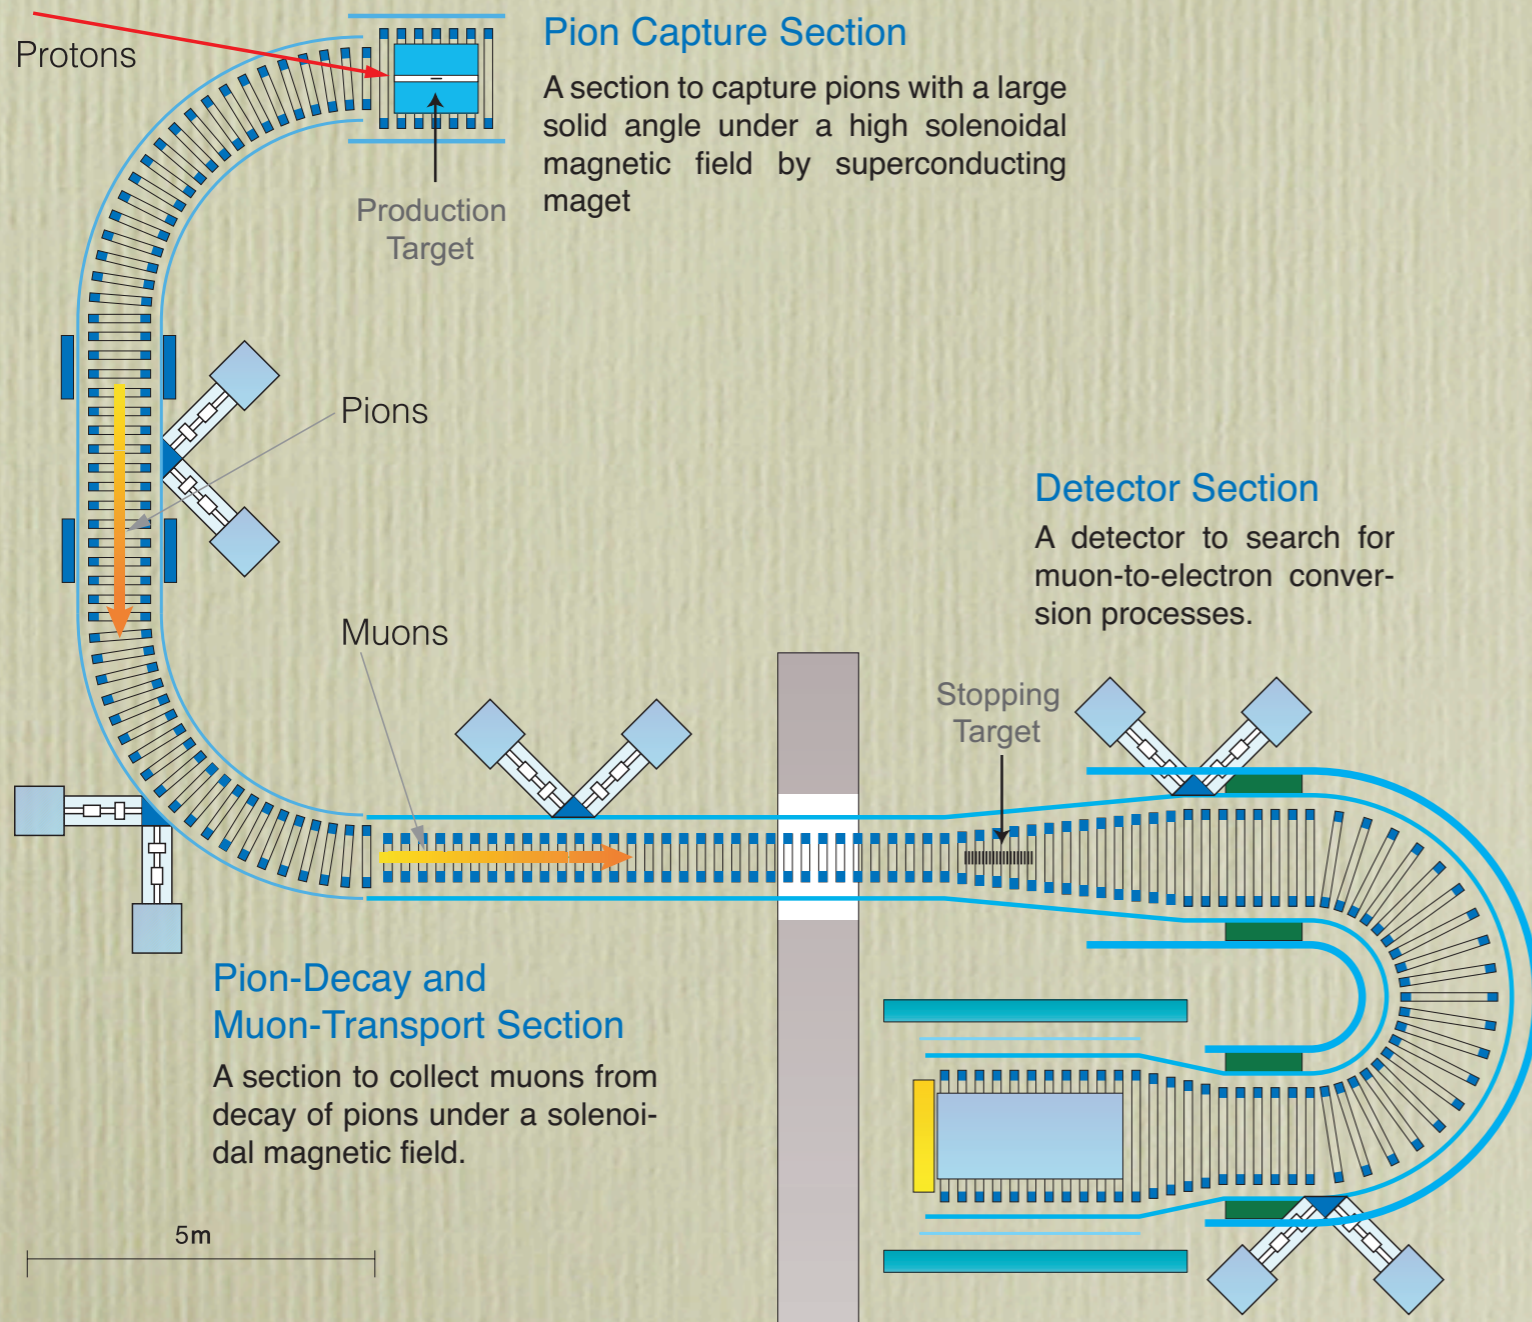 Protons
Pion Capture Section
A section to capture pions with a large
solid angle under a high solenoidal
magnetic field by superconducting
maget
Production
Target
Pions
Detector Section
A detector to search for
muon-to-electron conver-
sion processes.
Muons
Stopping
Target
Pion-Decay and
Muon-Transport Section
A section to collect muons from
decay of pions under a solenoi-
dal magnetic field.
5m